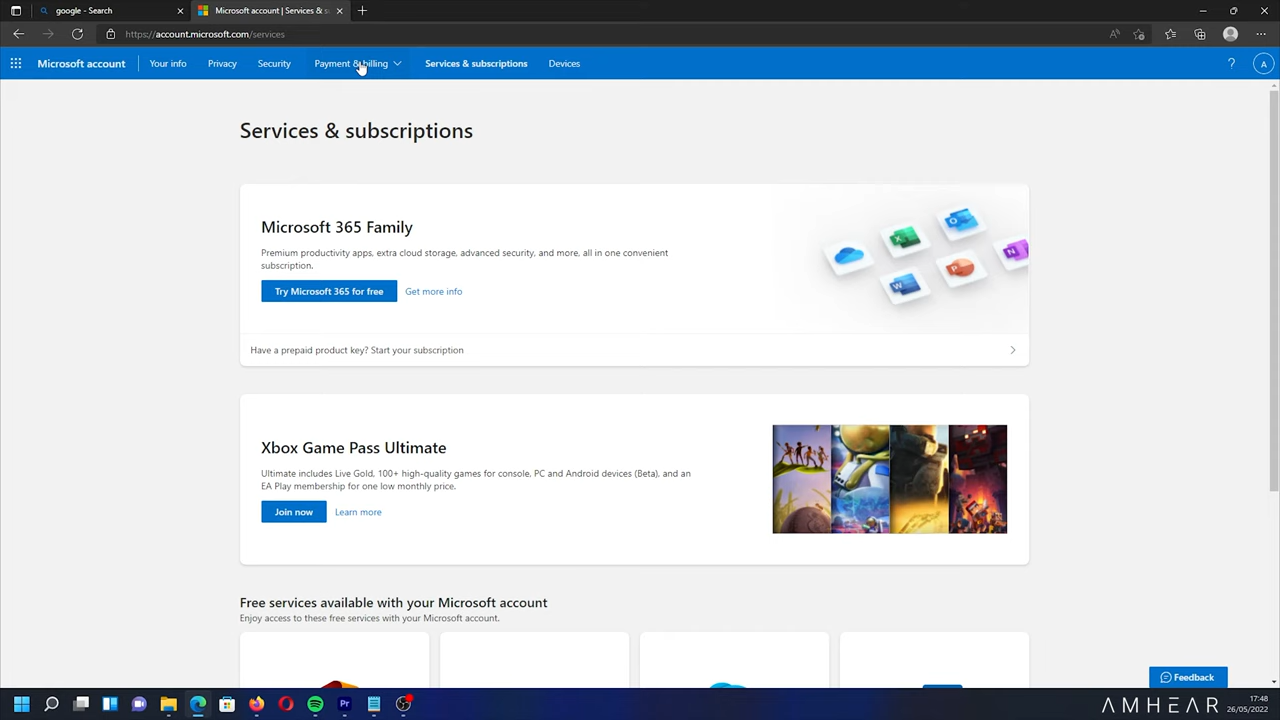 google - Search
Microsoft account | Services & s
https://account.microsoft.com/services
Microsoft account
Your info
Privacy
Security
Payment & billing
Services & subscriptions
Devices
?
A
Services & subscriptions
Microsoft 365 Family
Premium productivity apps, extra cloud storage, advanced security, and more, all in one convenient
subscription.
Try Microsoft 365 for free
Get more info
Have a prepaid product key? Start your subscription
Xbox Game Pass Ultimate
Ultimate includes Live Gold, 100+ high-quality games for console, PC and Android devices (Beta), and an
EA Play membership for one low monthly price.
Join now
Learn more
Free services available with your Microsoft account
Enjoy access to these free services with your Microsoft account.
Feedback
Pr
AMHEAR
17:48
26/05/2022